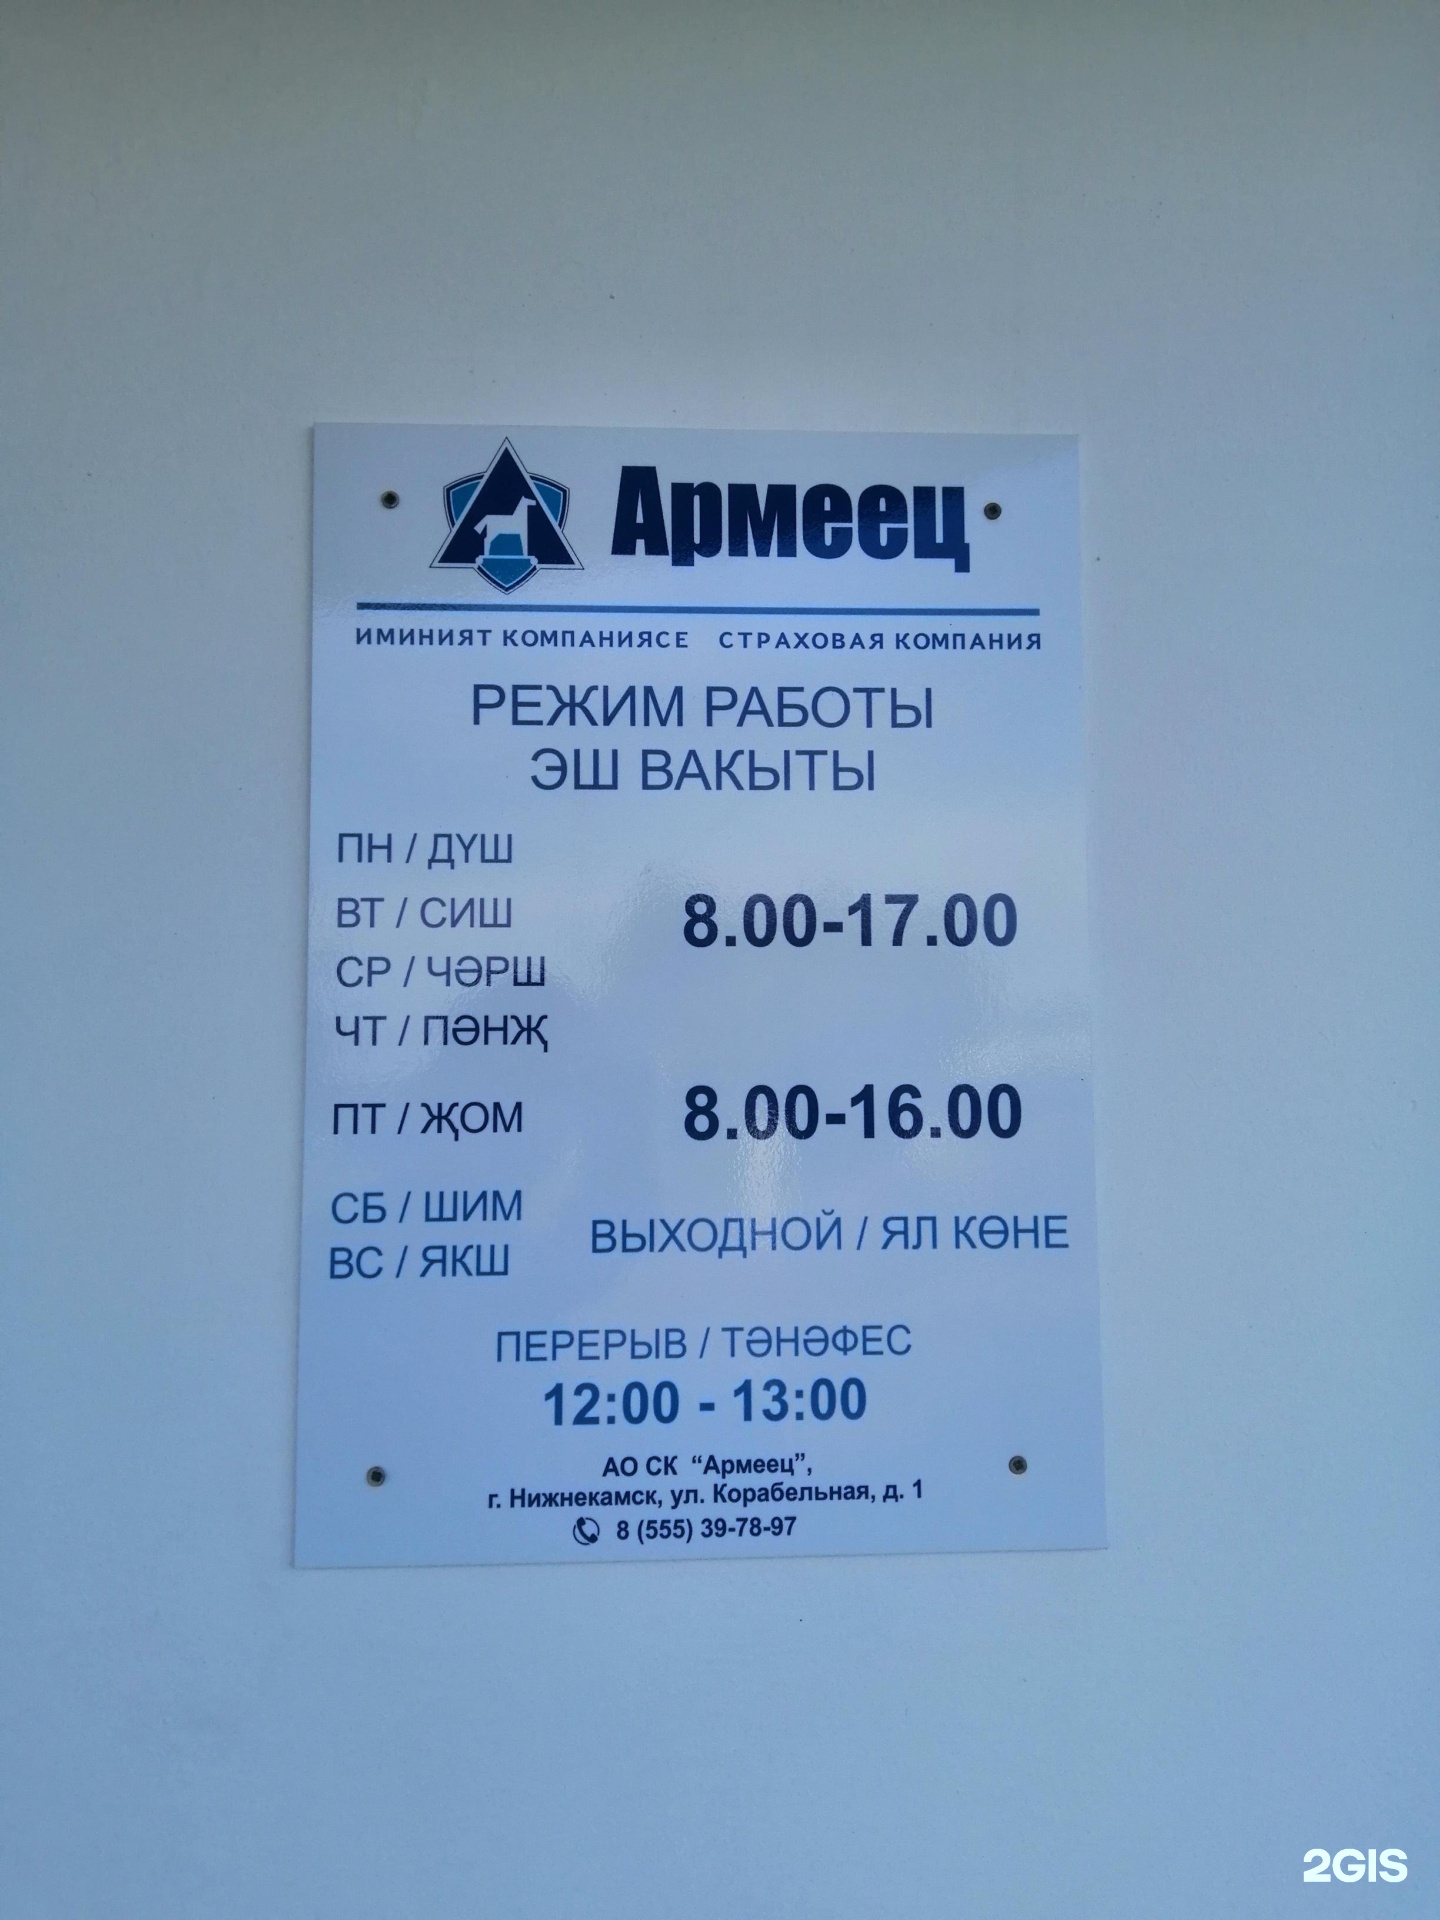 Армеец
ИМИНИЯТ КОМПАНИЯСЕ СТРАХОВАЯ КОМПАНИЯ
РЕЖИМ РАБОТЫ
ЭШ ВАКЫТЫ
ПН / ДҮШ
ВТ / СИШ
8.00-17.00
СР / ЧӘРШ
ЧТ / ПӘНҖ
ПТ / ҖОМ 8.00-16.00
СБ / ШИМ
ВЫХОДНОЙ / ЯЛ КӨНЕ
ВС / ЯКШ
ПЕРЕРЫВ / ТӘНӘФЕС
12:00 - 13:00
АО СК “Армеец”,
г. Нижнекамск, ул. Корабельная, д. 1
8 (555) 39-78-97
2GIS